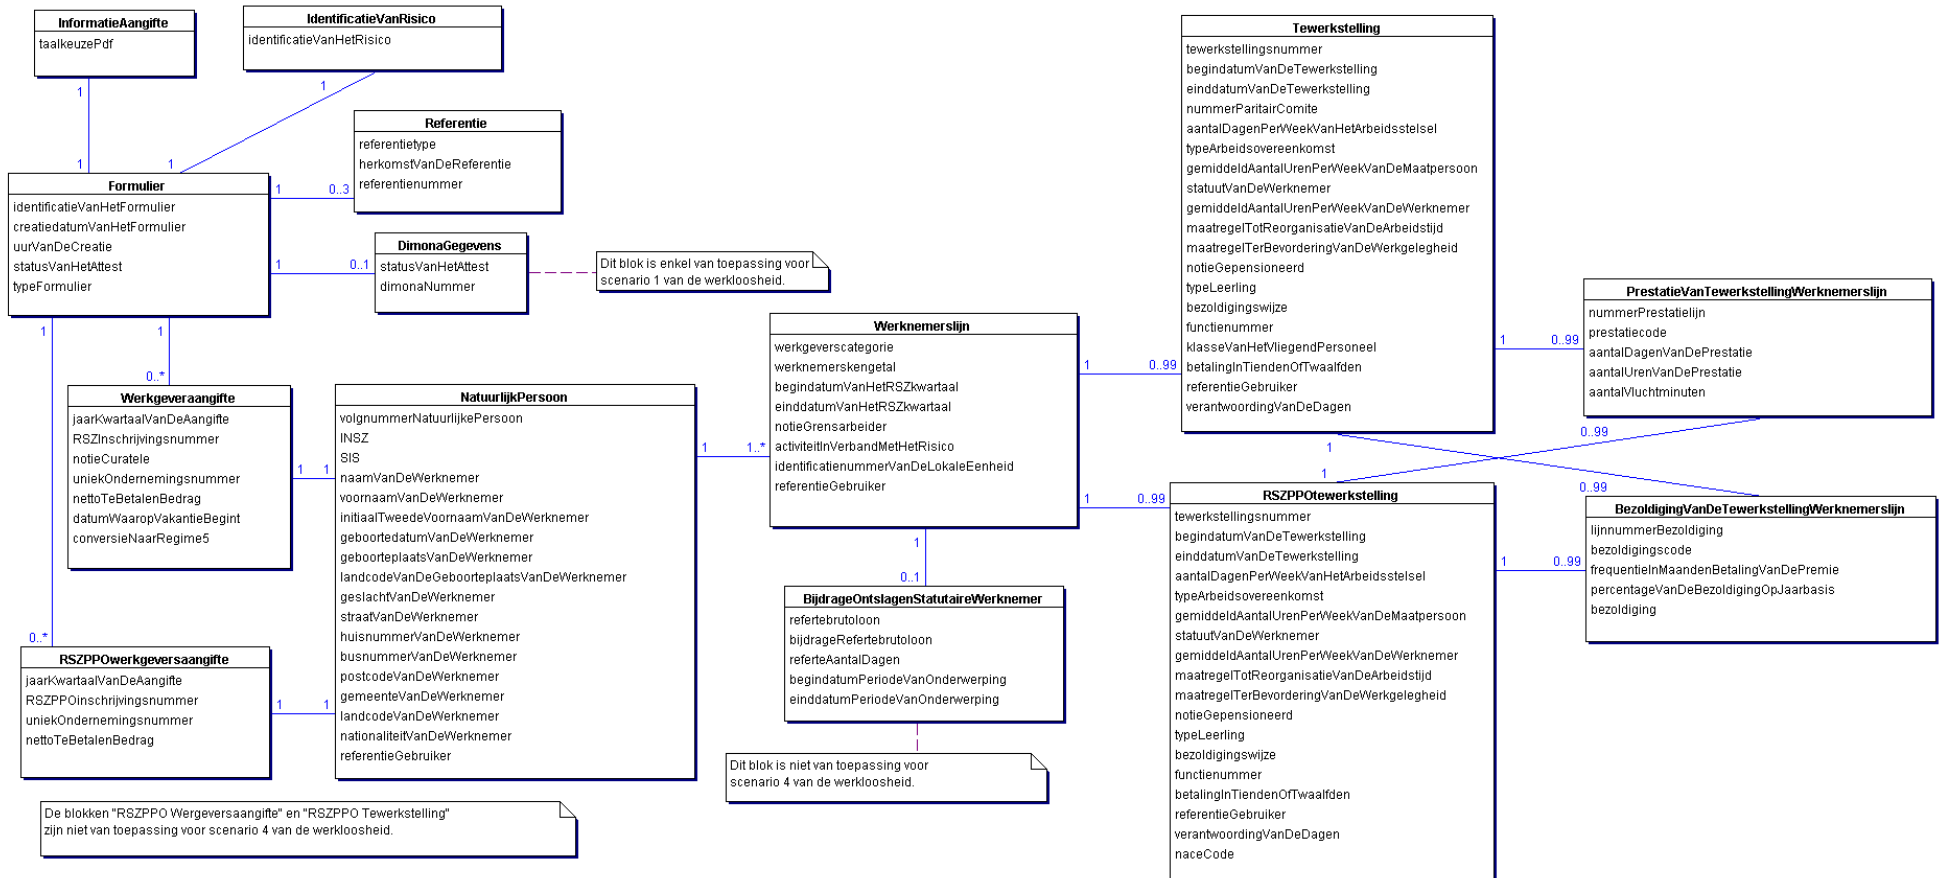 InformatieAangifte
taalkeuzePdf
IdentificatieVanRisico
identificatieVanHetRisico
1
1
1
1
Referentie
referentietype
herkomstVanDeReferentie
referentienummer
Formulier
identificatieVanHetFormulier
creatiedatumVanHetFormulier
uurVanDeCreatie
statusVanHetAttest
typeFormulier
1
0..3
1
0..1
DimonaGegevens
statusVanHetAttest
dimonaNummer
Dit blok is enkel van toepassing voor
scenario 1 van de werkloosheid.
1
1
0..*
0..*
Werkgeveraangifte
jaarKwartaalVanDeAangifte
RSZInschrijvingsnummer
notieCuratele
uniekOndernemingsnummer
nettoTeBetalenBedrag
datumWaaropVakantieBegint
conversieNaarRegime5
1
1
RSZPPOwerkgeversaangifte
jaarKwartaalVanDeAangifte
RSZPPOinschrijvingsnummer
uniekOndernemingsnummer
nettoTeBetalenBedrag
1
1
NatuurlijkPersoon
volgnummerNatuurlijkePersoon
INSZ
SIS
naamVanDeWerknemer
voornaamVanDeWerknemer
initiaalTweedeVoornaamVanDeWerknemer
geboortedatumVanDeWerknemer
geboorteplaatsVanDeWerknemer
landcodeVanDeGeboorteplaatsVanDeWerknemer
geslachtVanDeWerknemer
straatVanDeWerknemer
huisnummerVanDeWerknemer
busnummerVanDeWerknemer
postcodeVanDeWerknemer
gemeenteVanDeWerknemer
landcodeVanDeWerknemer
nationaliteitVanDeWerknemer
referentieGebruiker
1
1..*
De blokken "RSZPPO Wergeversaangifte" en "RSZPPO Tewerkstelling"
zijn niet van toepassing voor scenario 4 van de werkloosheid.
Werknemerslijn
werkgeverscategorie
werknemerskengetal
begindatumVanHetRSZkwartaal
einddatumVanHetRSZkwartaal
notieGrensarbeider
activiteitInVerbandMetHetRisico
identificatienummerVanDeLokaleEenheid
referentieGebruiker
1
0..99
1
0..99
1
0..1
BijdrageOntslagenStatutaireWerknemer
refertebrutoloon
bijdrageRefertebrutoloon
referteAantalDagen
begindatumPeriodeVanOnderwerping
einddatumPeriodeVanOnderwerping
Dit blok is niet van toepassing voor
scenario 4 van de werkloosheid.
Tewerkstelling
tewerkstellingsnummer
begindatumVanDeTewerkstelling
einddatumVanDeTewerkstelling
nummerParitairComite
aantalDagenPerWeekVanHetArbeidsstelsel
typeArbeidsovereenkomst
gemiddeldAantalUrenPerWeekVanDeMaatpersoon
statuutVanDeWerknemer
gemiddeldAantalUrenPerWeekVanDeWerknemer
maatregelTotReorganisatieVanDeArbeidstijd
maatregelTerBevorderingVanDeWerkgelegheid
notieGepensioneerd
typeLeerling
bezoldigingswijze
functienummer
klasseVanHetVliegendPersoneel
betalingInTiendenOfTwaalfden
referentieGebruiker
verantwoordingVanDeDagen
1
0..99
PrestatieVanTewerkstellingWerknemerslijn
nummerPrestatielijn
prestatiecode
aantalDagenVanDePrestatie
aantalUrenVanDePrestatie
aantalVluchtminuten
1
0..99
1
0..99
RSZPPOtewerkstelling
tewerkstellingsnummer
begindatumVanDeTewerkstelling
einddatumVanDeTewerkstelling
aantalDagenPerWeekVanHetArbeidsstelsel
typeArbeidsovereenkomst
gemiddeldAantalUrenPerWeekVanDeMaatpersoon
statuutVanDeWerknemer
gemiddeldAantalUrenPerWeekVanDeWerknemer
maatregelTotReorganisatieVanDeArbeidstijd
maatregelTerBevorderingVanDeWerkgelegheid
notieGepensioneerd
typeLeerling
bezoldigingswijze
functienummer
betalingInTiendenOfTwaalfden
referentieGebruiker
verantwoordingVanDeDagen
naceCode
1
0..99
BezoldigingVanDeTewerkstellingWerknemerslijn
lijnnummerBezoldiging
bezoldigingscode
frequentieInMaandenBetalingVanDePremie
percentageVanDeBezoldigingOpJaarbasis
bezoldiging